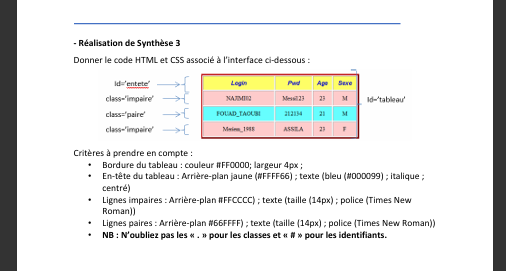 - Réalisation de Synthèse 3
Donner le code HTML et CSS associé à l'interface ci-dessous :
Id='entete'
class='impaire'
class='paire'
class='impaire'
Login Pwd Age Sexe
NAJIMI02 Mesal23 25 M
FOUAD_YAOUBI 212134 21 M
Meiem_1988 ASSILA 23 F
Id='tableau'
Critères à prendre en compte :
• Bordure du tableau : couleur #FF0000; largeur 4px ;
• En-tête du tableau : Arrière-plan jaune (#FFFF66) ; texte (bleu (#000099) ; italique ;
centré)
• Lignes impaires : Arrière-plan #FFCCCC) ; texte (taille (14px) ; police (Times New
Roman))
• Lignes paires : Arrière-plan #66FFFF) ; texte (taille (14px) ; police (Times New Roman))
• NB : N'oubliez pas les « . » pour les classes et « # » pour les identifiants.